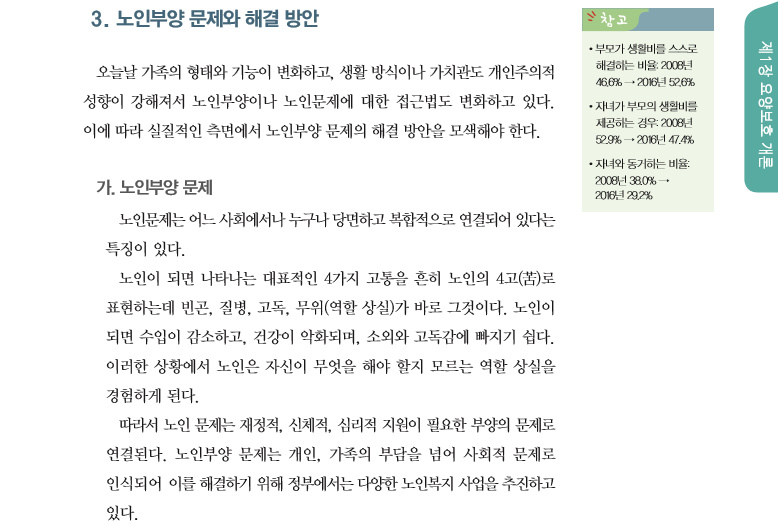 3. 노인부양 문제와 해결 방안
오늘날 가족의 형태와 기능이 변화하고, 생활 방식이나 가치관도 개인주의적
성향이 강해져서 노인부양이나 노인문제에 대한 접근법도 변화하고 있다.
이에 따라 실질적인 측면에서 노인부양 문제의 해결 방안을 모색해야 한다.
가. 노인부양 문제
노인문제는 어느 사회에서나 누구나 당면하고 복합적으로 연결되어 있다는
특징이 있다.
노인이 되면 나타나는 대표적인 4가지 고통을 흔히 노인의 4고(苦)로
표현하는데 빈곤, 질병, 고독, 무위(역할 상실)가 바로 그것이다. 노인이
되면 수입이 감소하고, 건강이 악화되며, 소외와 고독감에 빠지기 쉽다.
이러한 상황에서 노인은 자신이 무엇을 해야 할지 모르는 역할 상실을
경험하게 된다.
따라서 노인 문제는 재정적, 신체적, 심리적 지원이 필요한 부양의 문제로
연결된다. 노인부양 문제는 개인, 가족의 부담을 넘어 사회적 문제로
인식되어 이를 해결하기 위해 정부에서는 다양한 노인복지 사업을 추진하고
있다.
참고
• 부모가 생활비를 스스로
해결하는 비율: 2008년
46.6% → 2016년 52.6%
• 자녀가 부모의 생활비를
제공하는 경우: 2008년
52.9% → 2016년 47.4%
• 자녀와 동거하는 비율:
2008년 38.0% →
2016년 29.2%
제1장 요양보호 개론